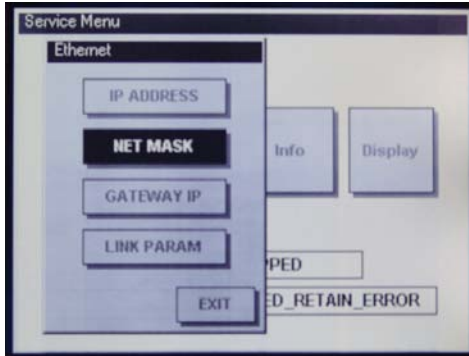 Service Menu
Ethernet
IP ADDRESS
NET MASK
Info
Display
GATEWAY IP
LINK PARAM
PPED
EXIT
ED_RETAIN_ERROR